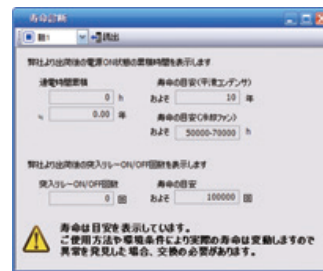 寿命診断
軸1 読出
弊社より出荷後の電源ON状態の累積時間を表示します
通電時間累積 寿命の目安(平滑コンデンサ)
0 h およそ 10 年
0.00 年 寿命の目安(冷却ファン)
およそ 50000-70000 h
弊社より出荷後の突入リレーON/OFF回数を表示します
突入リレーON/OFF回数 寿命の目安
0 回 およそ 100000 回
寿命は目安を表示しています。
ご使用方法や環境条件により実際の寿命は変動しますので
異常を発見した場合、交換の必要があります。